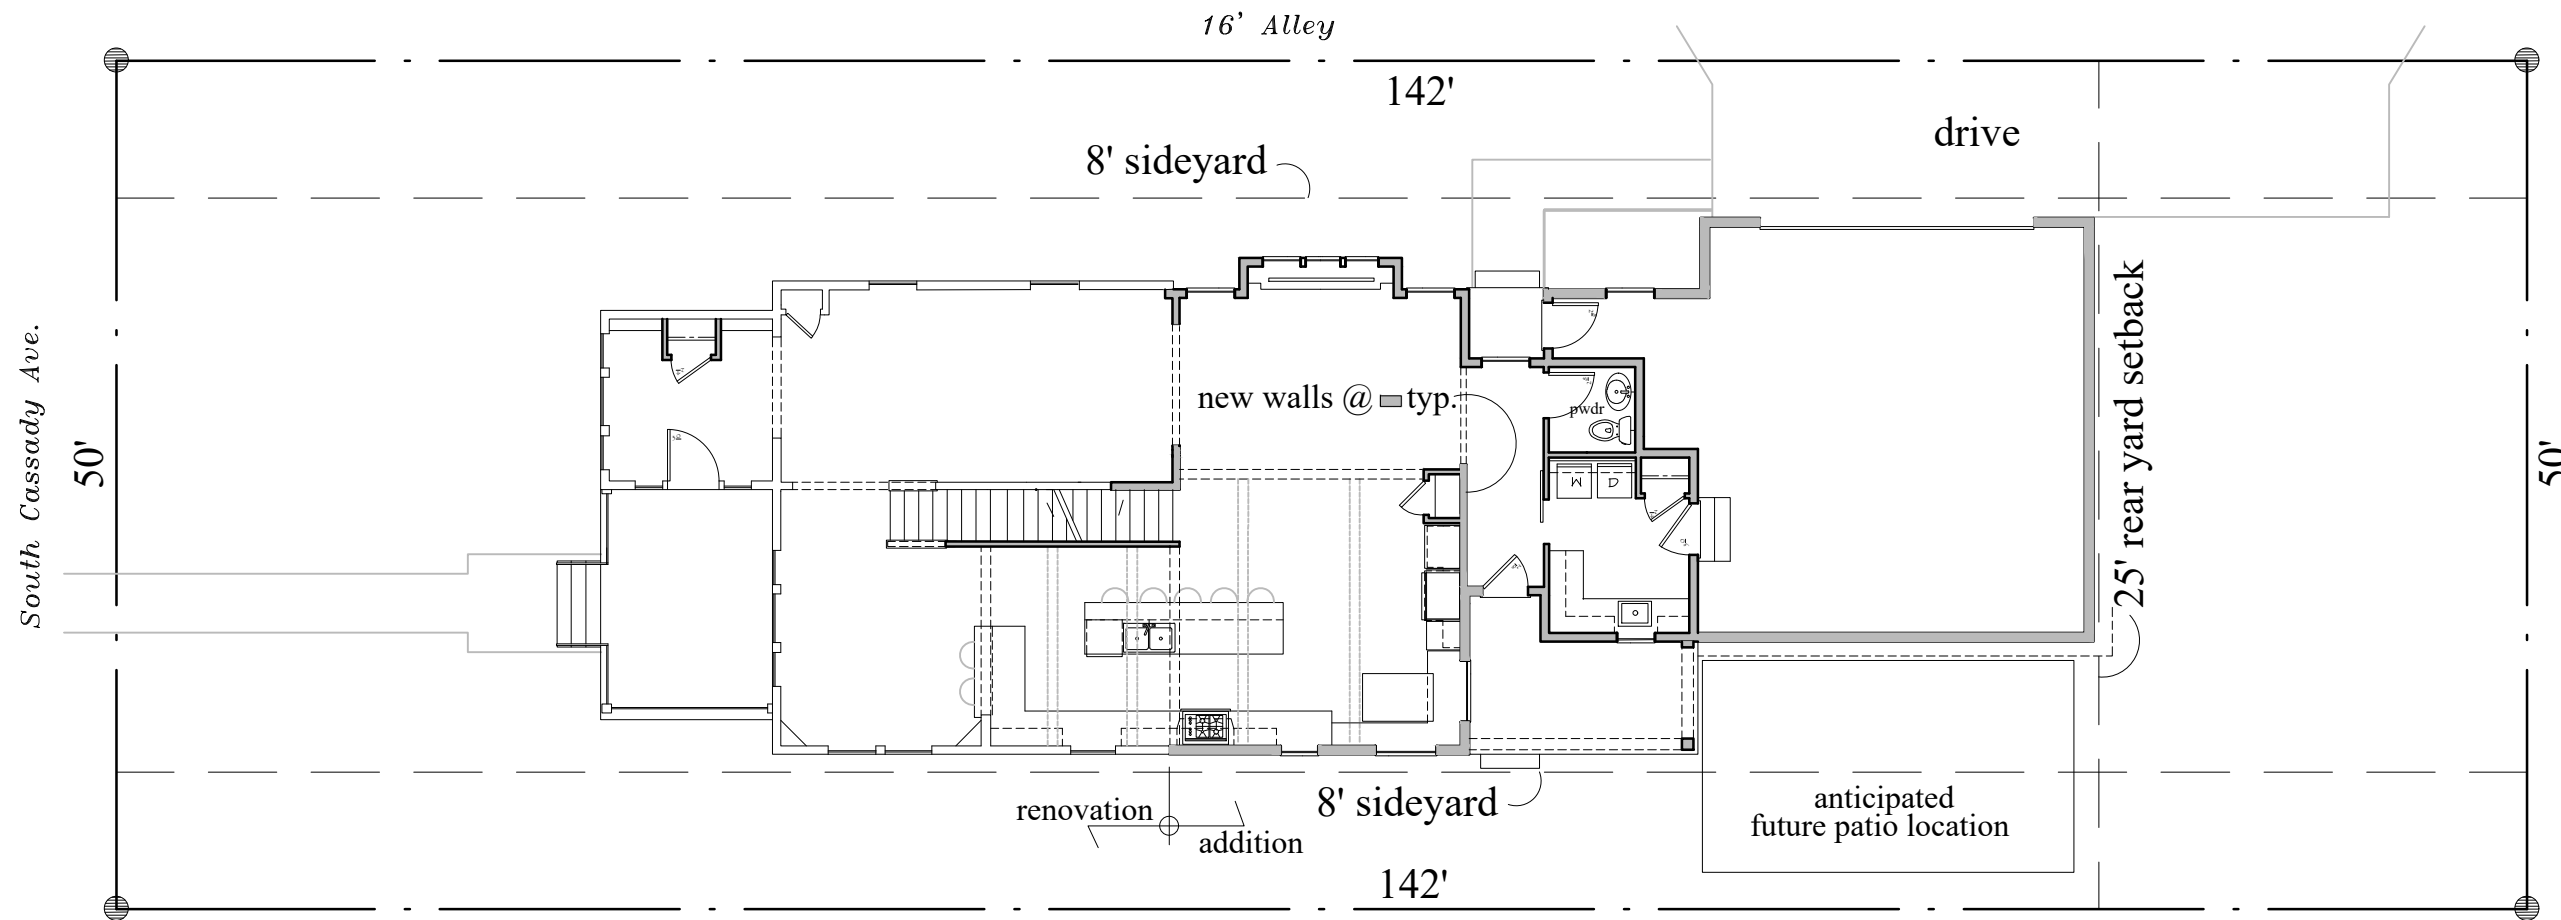 16' Alley
142'
drive
8' sideyard
South Cassady Ave.
50'
new walls @ typ.
pwdr
W D
25' rear yard setback
50'
renovation
addition
8' sideyard
anticipated
future patio location
142'